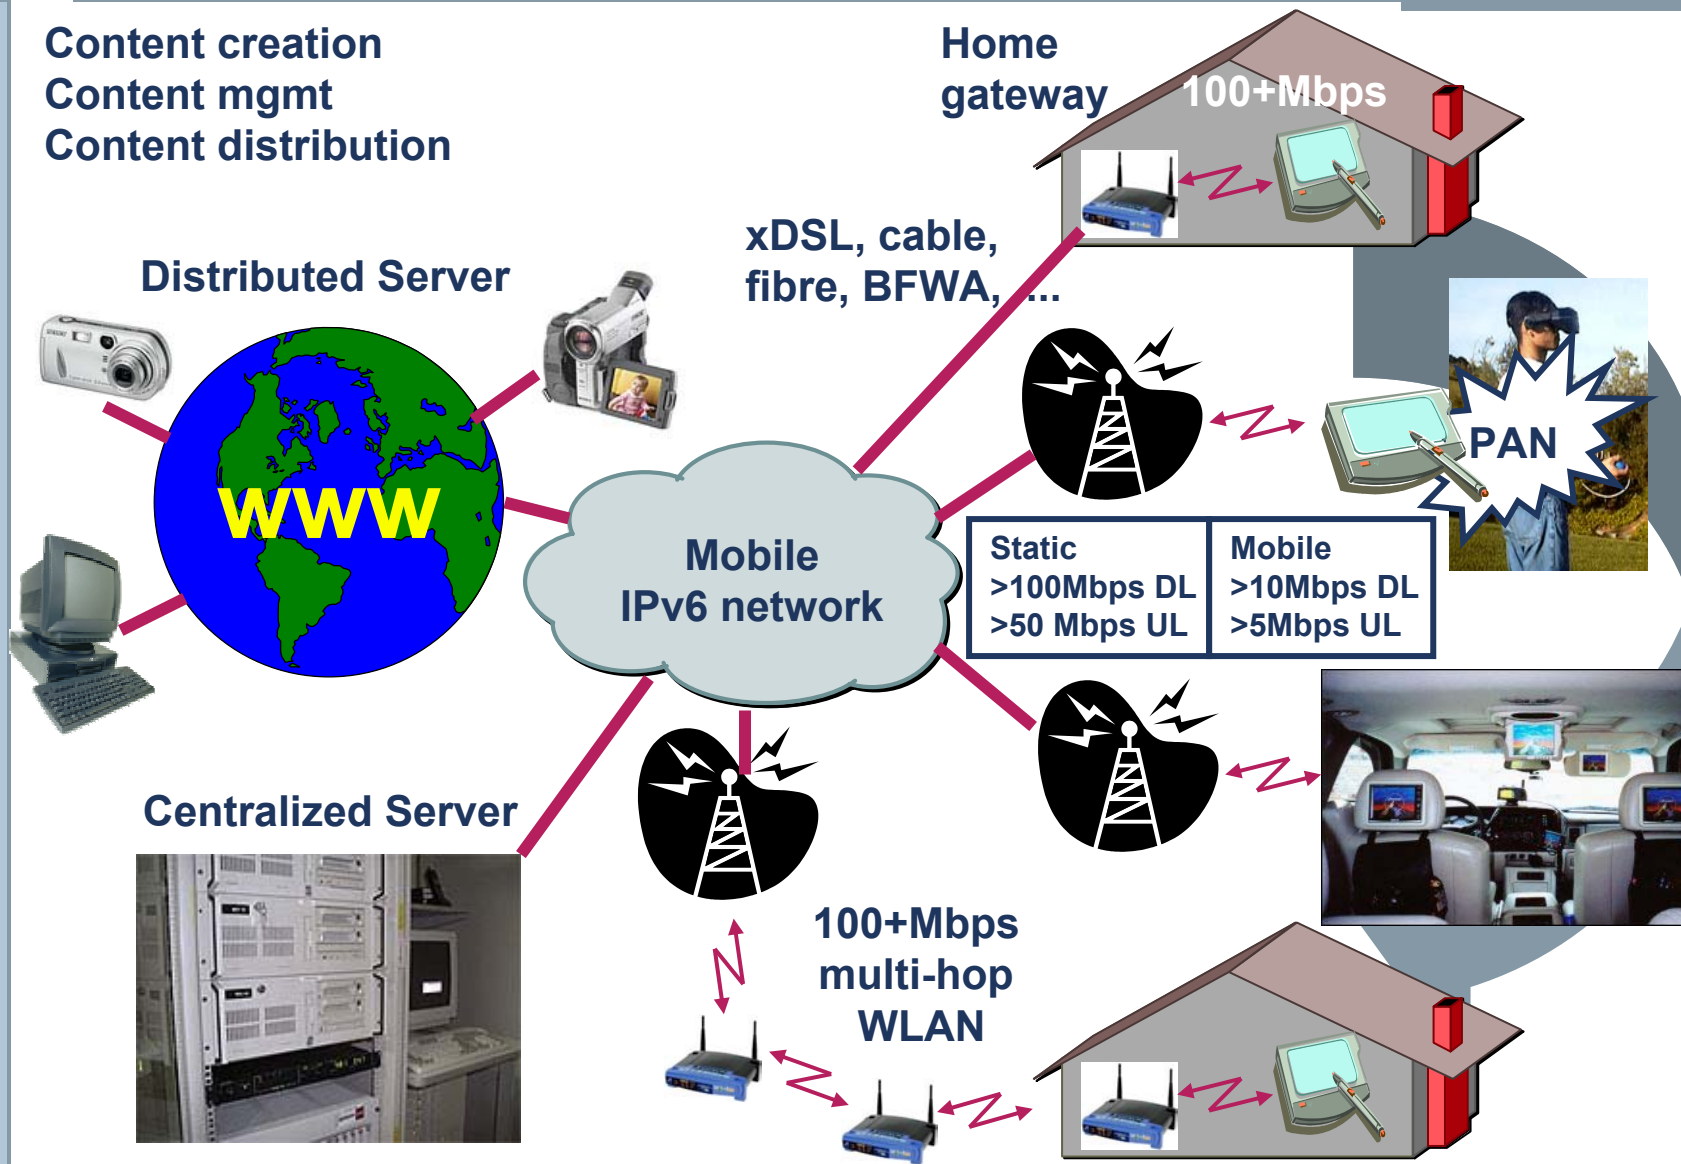 Content creation
Content mgmt
Content distribution
Home
gateway
100+Mbps
xDSL, cable,
fibre, BFWA, ...
Distributed Server
www
PAN
Mobile
IPv6 network
Static
>100Mbps DL
>50 Mbps UL
Mobile
>10Mbps DL
>5Mbps UL
Centralized Server
100+Mbps
multi-hop
WLAN